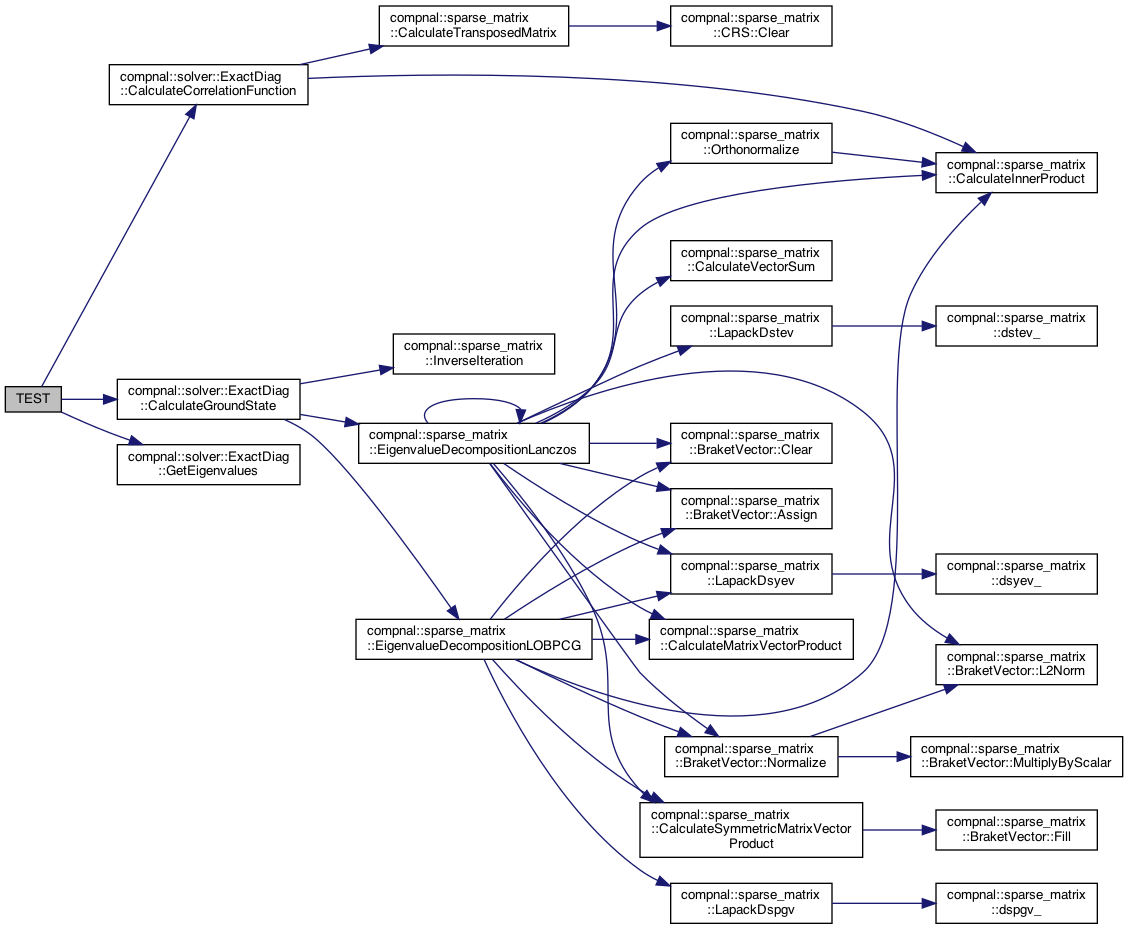 compnal::sparse_matrix
::CalculateTransposedMatrix
compnal::sparse_matrix
::CRS::Clear
compnal::solver::ExactDiag
::CalculateCorrelationFunction
compnal::sparse_matrix
::Orthonormalize
compnal::sparse_matrix
::CalculateInnerProduct
compnal::sparse_matrix
::CalculateVectorSum
compnal::sparse_matrix
::LapackDstev
compnal::sparse_matrix
::dstev_
compnal::sparse_matrix
::InverseIteration
TEST
compnal::solver::ExactDiag
::CalculateGroundState
compnal::sparse_matrix
::EigenvalueDecompositionLanczos
compnal::sparse_matrix
::BraketVector::Clear
compnal::solver::ExactDiag
::GetEigenvalues
compnal::sparse_matrix
::BraketVector::Assign
compnal::sparse_matrix
::LapackDsyev
compnal::sparse_matrix
::dsyev_
compnal::sparse_matrix
::EigenvalueDecompositionLOBPCG
compnal::sparse_matrix
::CalculateMatrixVectorProduct
compnal::sparse_matrix
::BraketVector::L2Norm
compnal::sparse_matrix
::BraketVector::Normalize
compnal::sparse_matrix
::BraketVector::MultiplyByScalar
compnal::sparse_matrix
::CalculateSymmetricMatrixVector
Product
compnal::sparse_matrix
::BraketVector::Fill
compnal::sparse_matrix
::LapackDspgv
compnal::sparse_matrix
::dspgv_